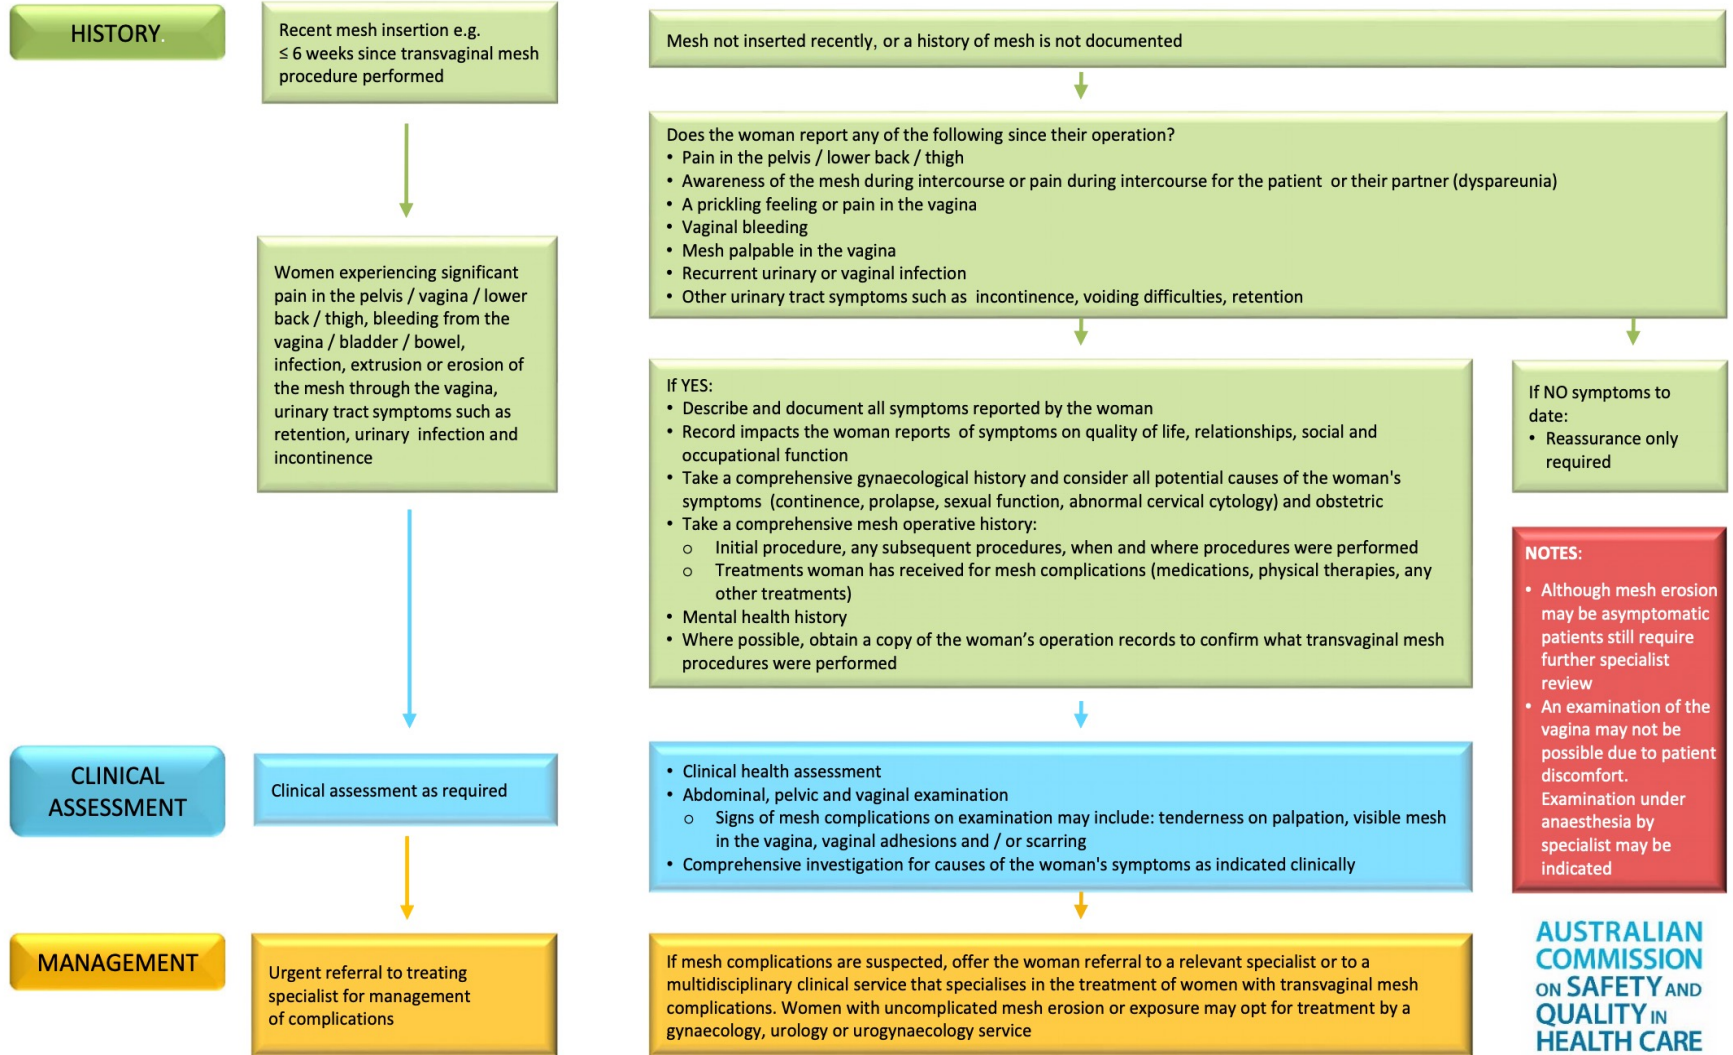 HISTORY.
Recent mesh insertion e.g.
≤ 6 weeks since transvaginal mesh
procedure performed
Women experiencing significant
pain in the pelvis / vagina / lower
back / thigh, bleeding from the
vagina / bladder / bowel,
infection, extrusion or erosion of
the mesh through the vagina,
urinary tract symptoms such as
retention, urinary infection and
incontinence
Mesh not inserted recently, or a history of mesh is not documented
Does the woman report any of the following since their operation?
• Pain in the pelvis / lower back / thigh
• Awareness of the mesh during intercourse or pain during intercourse for the patient or their partner (dyspareunia)
• A prickling feeling or pain in the vagina
• Vaginal bleeding
• Mesh palpable in the vagina
• Recurrent urinary or vaginal infection
• Other urinary tract symptoms such as incontinence, voiding difficulties, retention
If YES:
• Describe and document all symptoms reported by the woman
• Record impacts the woman reports of symptoms on quality of life, relationships, social and
occupational function
• Take a comprehensive gynaecological history and consider all potential causes of the woman's
symptoms (continence, prolapse, sexual function, abnormal cervical cytology) and obstetric
• Take a comprehensive mesh operative history:
o Initial procedure, any subsequent procedures, when and where procedures were performed
o Treatments woman has received for mesh complications (medications, physical therapies, any
other treatments)
• Mental health history
• Where possible, obtain a copy of the woman’s operation records to confirm what transvaginal mesh
procedures were performed
If NO symptoms to
date:
• Reassurance only
required
NOTES:
• Although mesh erosion
may be asymptomatic
patients still require
further specialist
review
• An examination of the
vagina may not be
possible due to patient
discomfort.
Examination under
anaesthesia by
specialist may be
indicated
CLINICAL
ASSESSMENT
Clinical assessment as required
• Clinical health assessment
• Abdominal, pelvic and vaginal examination
o Signs of mesh complications on examination may include: tenderness on palpation, visible mesh
in the vagina, vaginal adhesions and / or scarring
• Comprehensive investigation for causes of the woman's symptoms as indicated clinically
MANAGEMENT
Urgent referral to treating
specialist for management
of complications
If mesh complications are suspected, offer the woman referral to a relevant specialist or to a
multidisciplinary clinical service that specialises in the treatment of women with transvaginal mesh
complications. Women with uncomplicated mesh erosion or exposure may opt for treatment by a
gynaecology, urology or urogynaecology service
AUSTRALIAN
COMMISSION
ON SAFETY AND
QUALITY IN
HEALTH CARE